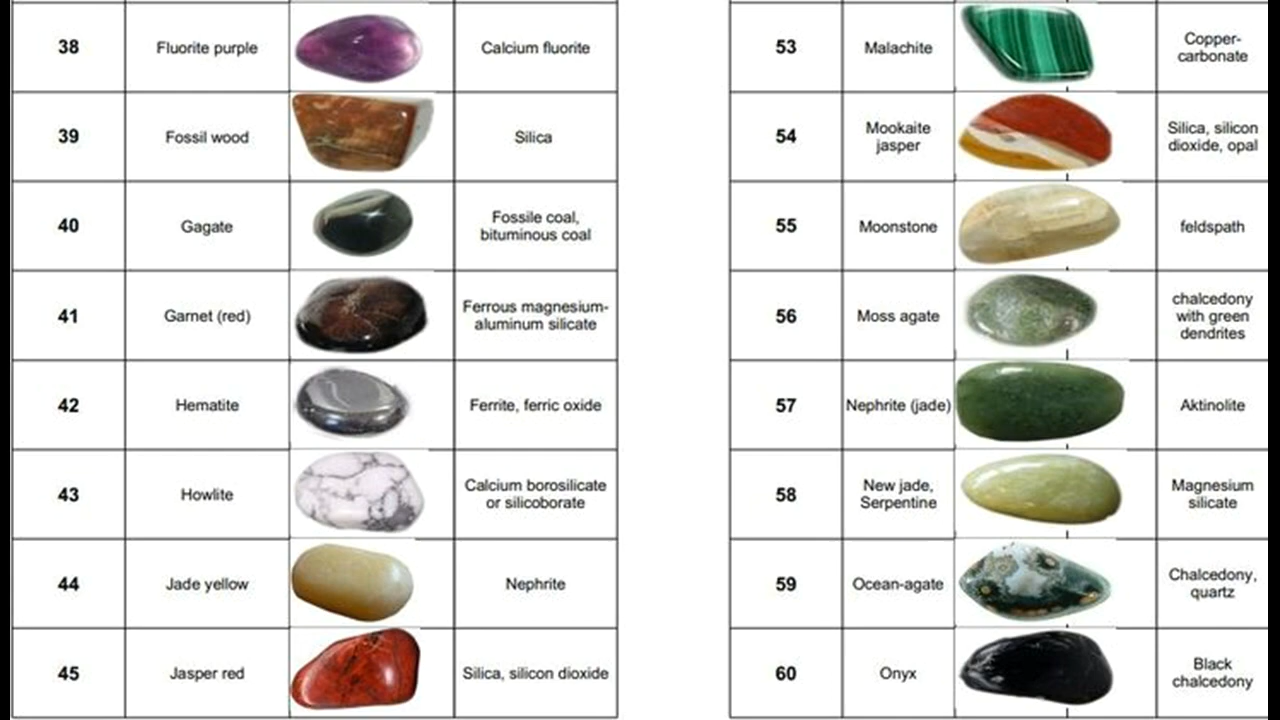 38
Fluorite purple
Calcium fluorite
39
Fossil wood
Silica
40
Gagate
Fossile coal,
bituminous coal
41
Garnet (red)
Ferrous magnesium-
aluminum silicate
42
Hematite
Ferrite, ferric oxide
43
Howlite
Calcium borosilicate
or silicoborate
44
Jade yellow
Nephrite
45
Jasper red
Silica, silicon dioxide
53
Malachite
Copper-
carbonate
54
Mookaite
jasper
Silica, silicon
dioxide, opal
55
Moonstone
feldspath
56
Moss agate
chalcedony
with green
dendrites
57
Nephrite (jade)
Aktinolite
58
New jade,
Serpentine
Magnesium
silicate
59
Ocean-agate
Chalcedony,
quartz
60
Onyx
Black
chalcedony